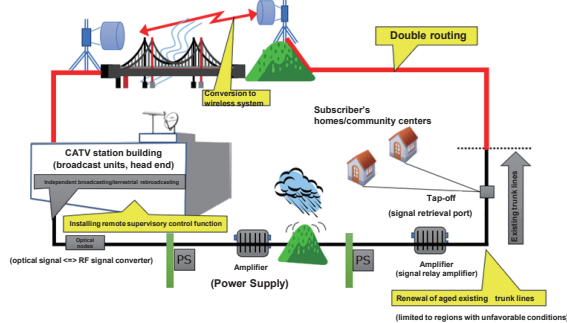 Double routing
Conversion to
wireless system
Subscriber's
homes/community centers
CATV station building
(broadcast units, head end)
Independent broadcasting/terrestrial rebroadcasting
Installing remote supervisory control function
Tap-off
(signal retrieval port)
Existing trunk lines
Optical
nodes
(optical signal <=> RF signal converter)
PS
Amplifier
(Power Supply)
PS
Amplifier
(signal relay amplifier)
Renewal of aged existing trunk lines
(limited to regions with unfavorable conditions)